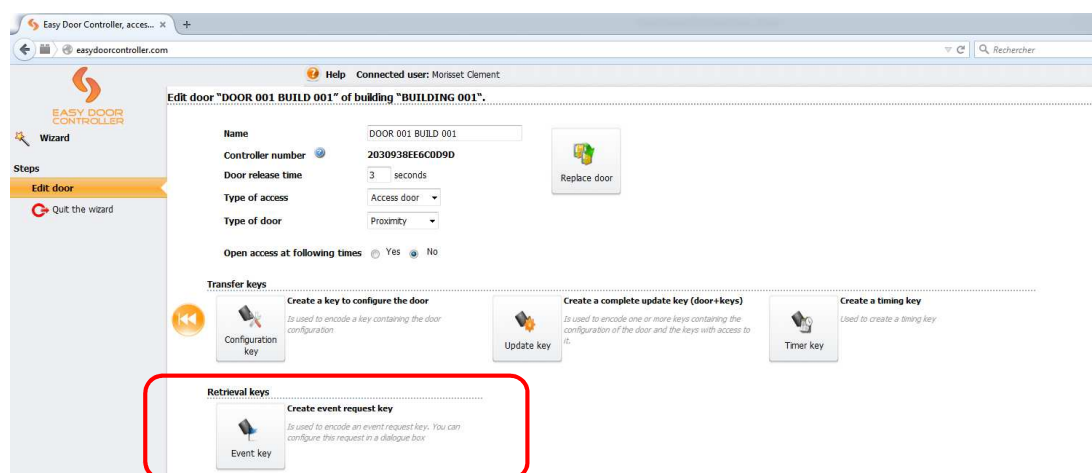 Easy Door Controller, acces... × +
easydoorcontroller.com
Rechercher
EASY DOOR
CONTROLLER
Help Connected user: Morisset Clement
Edit door "DOOR 001 BUILD 001" of building "BUILDING 001".
Wizard
Steps
Edit door
Quit the wizard
Name DOOR 001 BUILD 001
Controller number 2030938EE6C0D9D
Door release time 3 seconds
Type of access Access door
Type of door Proximity
Open access at following times Yes No
Replace door
Transfer keys
Configuration
key
Create a key to configure the door
Is used to encode a key containing the door
configuration
Update key
Create a complete update key (door+keys)
Is used to encode one or more keys containing the
configuration of the door and the keys with access to
it.
Timer key
Create a timing key
Used to create a timing key
Retrieval keys
Event key
Create event request key
Is used to encode an event request key. You can
configure this request in a dialogue box